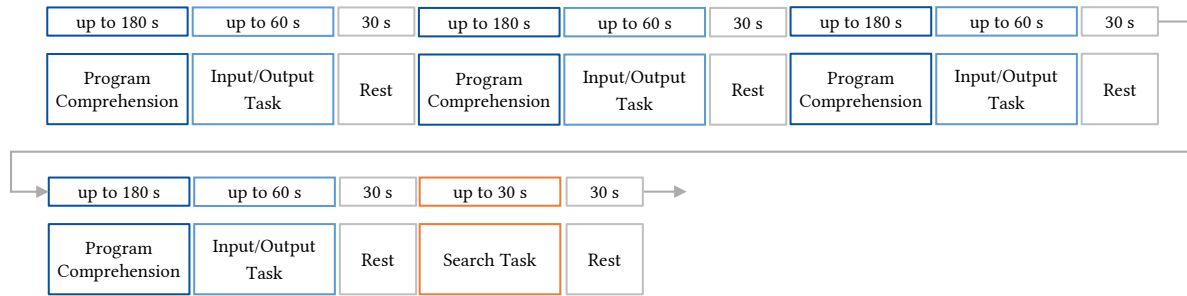 up to 180 s up to 60 s 30 s up to 180 s up to 60 s 30 s up to 180 s up to 60 s 30 s
Program Comprehension Input/Output Task Rest Program Comprehension Input/Output Task Rest Program Comprehension Input/Output Task Rest
up to 180 s up to 60 s 30 s up to 30 s 30 s
Program Comprehension Input/Output Task Rest Search Task Rest